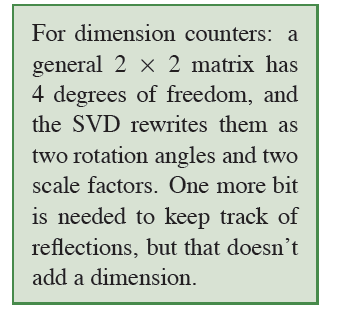 For dimension counters: a
general 2 × 2 matrix has
4 degrees of freedom, and
the SVD rewrites them as
two rotation angles and two
scale factors. One more bit
is needed to keep track of
reflections, but that doesn't
add a dimension.